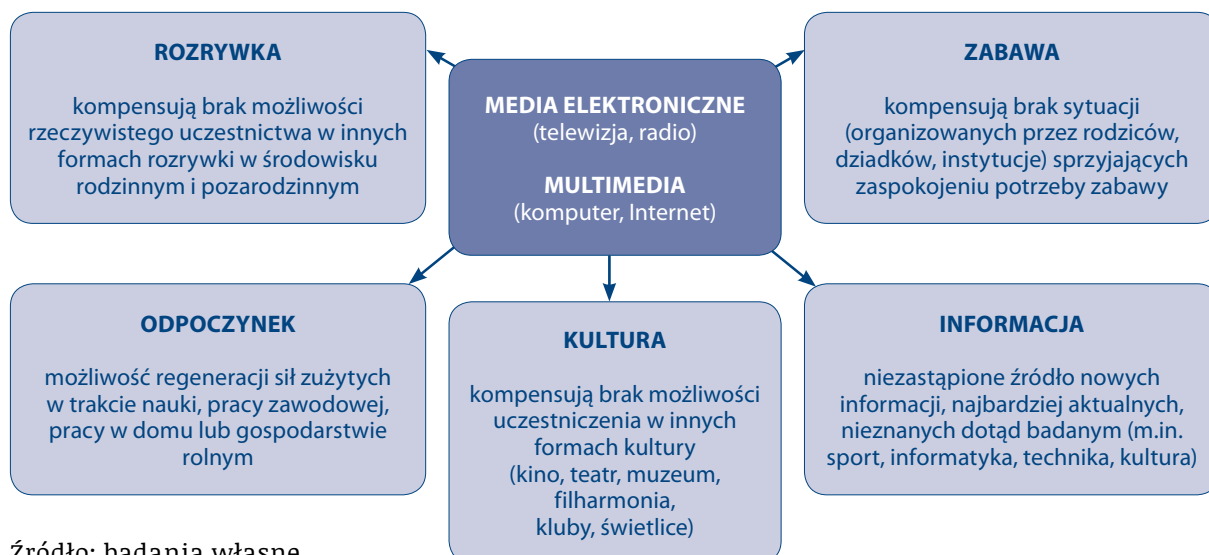 ROZRYWKA
kompensują brak możliwości
rzeczywistego uczestnictwa w innych
formach rozrywki w środowisku
rodzinnym i pozarodzinnym
MEDIA ELEKTRONICZNE
(telewizja, radio)
MULTIMEDIA
(komputer, Internet)
ZABAWA
kompensują brak sytuacji
(organizowanych przez rodziców,
dziadków, instytucje) sprzyjających
zaspokojeniu potrzeby zabawy
ODPOCZYNEK
możliwość regeneracji sił zużytych
w trakcie nauki, pracy zawodowej,
pracy w domu lub gospodarstwie
rolnym
KULTURA
kompensują brak możliwości
uczestniczenia w innych
formach kultury
(kino, teatr, muzeum,
filharmonia,
kluby, świetlice)
INFORMACJA
niezastąpione źródło nowych
informacji, najbardziej aktualnych,
nieznanych dotąd badanym (m.in.
sport, informatyka, technika, kultura)
Źródło: badania własne